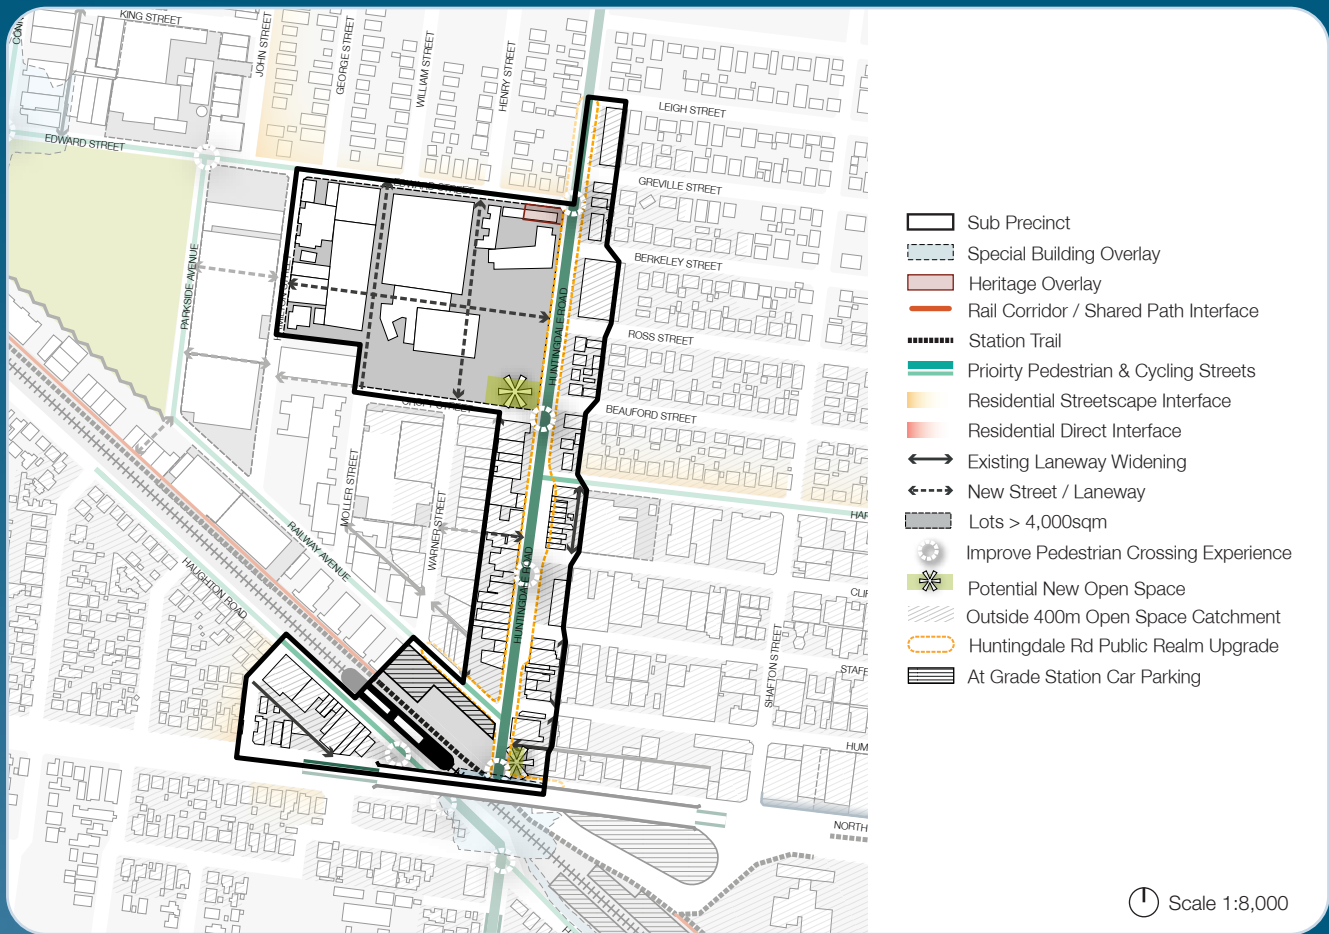 KING STREET
JOHN STREET
GEORGE STREET
WILLIAM STREET
HENRY STREET
LEIGH STREET
EDWARD STREET
GREVILLE STREET
BERKELEY STREET
PARKSIDE AVENUE
HUNTINGDALE ROAD
ROSS STREET
BEAUFORD STREET
MOLLER STREET
WARNER STREET
RAILWAY AVENUE
HAUGHTON ROAD
HUNTINGDALE ROAD
SHAFTON STREET
HAR
CLIF
STAFF
HUM
NORTH
Sub Precinct
Special Building Overlay
Heritage Overlay
Rail Corridor / Shared Path Interface
Station Trail
Prioirty Pedestrian & Cycling Streets
Residential Streetscape Interface
Residential Direct Interface
Existing Laneway Widening
New Street / Laneway
Lots > 4,000sqm
Improve Pedestrian Crossing Experience
Potential New Open Space
Outside 400m Open Space Catchment
Huntingdale Rd Public Realm Upgrade
At Grade Station Car Parking
Scale 1:8,000